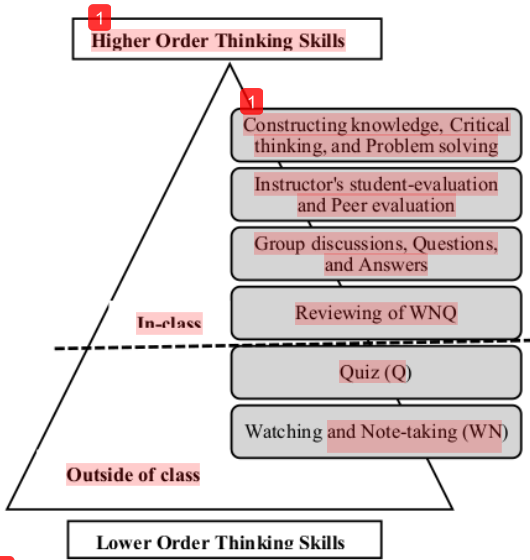 1
Higher Order Thinking Skills
1
Constructing knowledge, Critical
thinking, and Problem solving
Instructor's student-evaluation
and Peer evaluation
Group discussions, Questions,
and Answers
Reviewing of WNQ
In-class
Quiz (Q)
Watching and Note-taking (WN)
Outside of class
Lower Order Thinking Skills